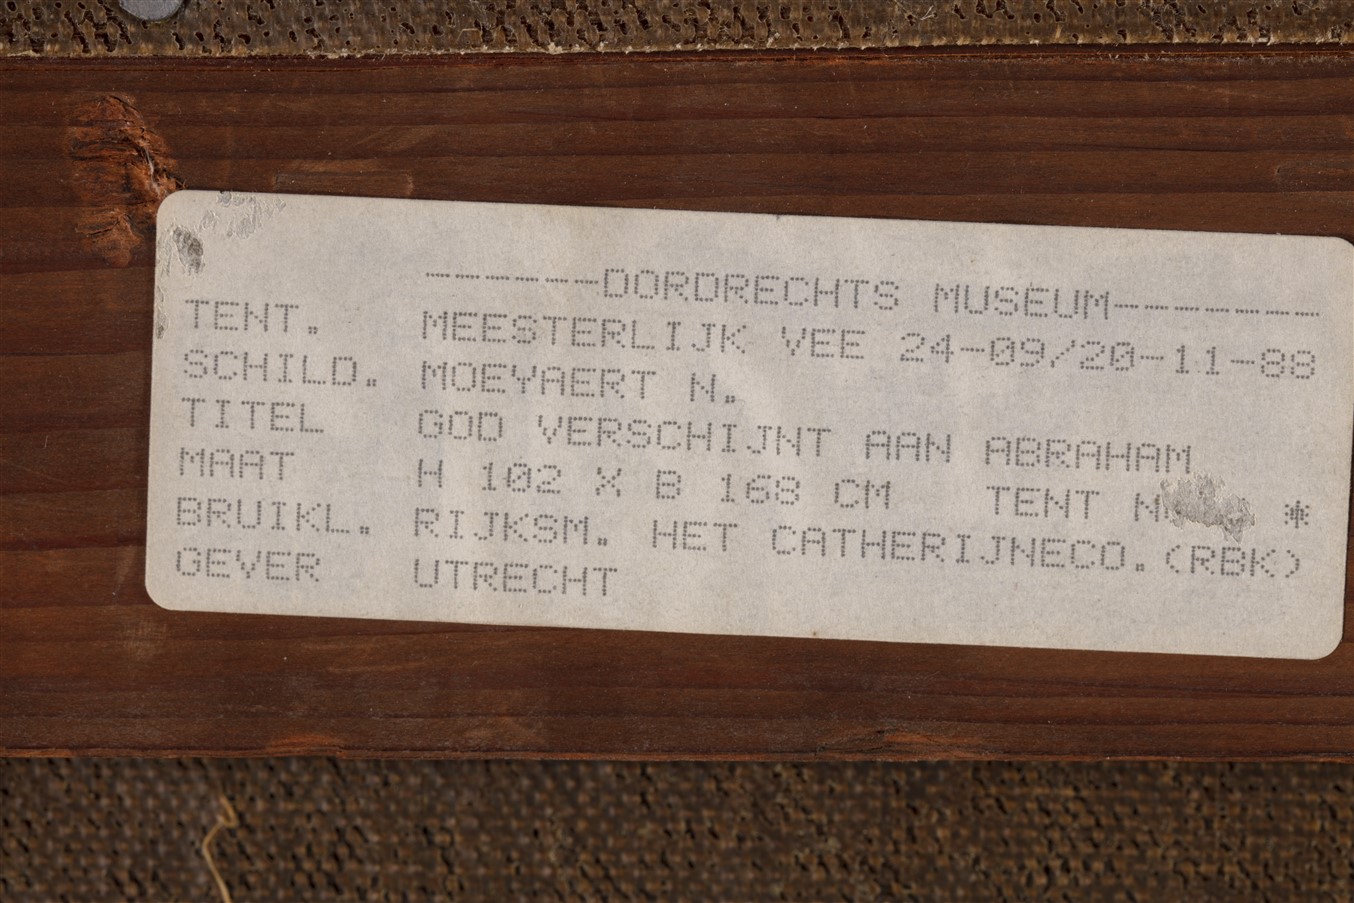 ------DORDRECHTS MUSEUM-------
TENT. MEESTERLIJK VEE 24-09/20-11-88
SCHILD. MOEYAERT N.
TITEL GOD VERSCHIJNT AAN ABRAHAM
MAAT H 102 X B 168 CM TENT *
BRUIKL. RIJKSM. HET CATHERIJNECO.(RBK)
GEVER UTRECHT